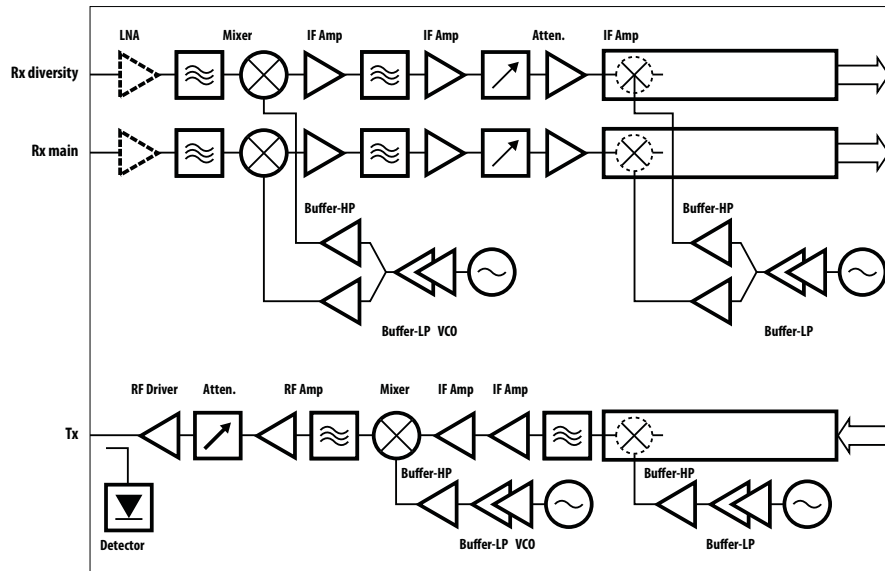 LNA Mixer IF Amp IF Amp Atten. IF Amp
Rx diversity
Rx main
Buffer-HP Buffer-HP
Buffer-LP VCO Buffer-LP
RF Driver Atten. RF Amp Mixer IF Amp IF Amp
Tx
Buffer-HP Buffer-HP
Detector Buffer-LP VCO Buffer-LP